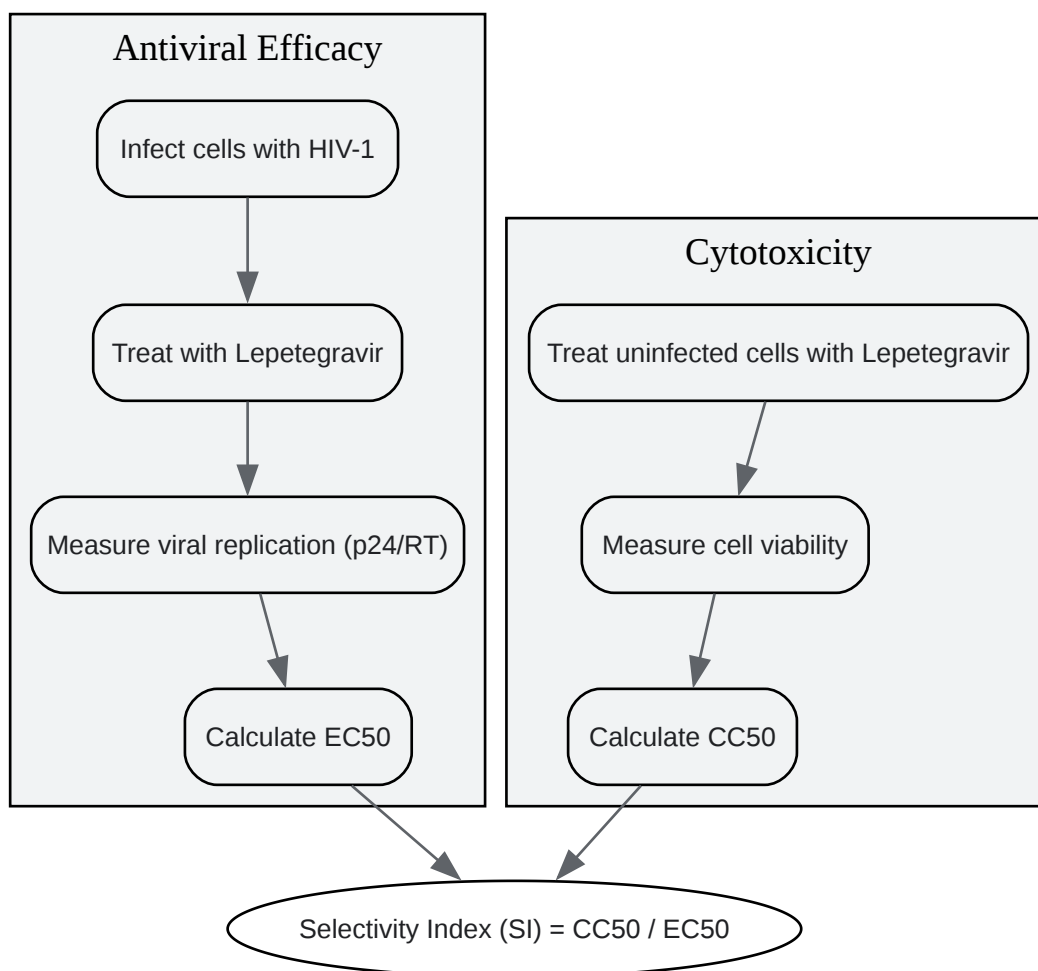 Antiviral Efficacy
Infect cells with HIV-1
Treat with Lepetegravir
Measure viral replication (p24/RT)
Calculate EC50
Cytotoxicity
Treat uninfected cells with Lepetegravir
Measure cell viability
Calculate CC50
Selectivity Index (SI) = CC50 / EC50